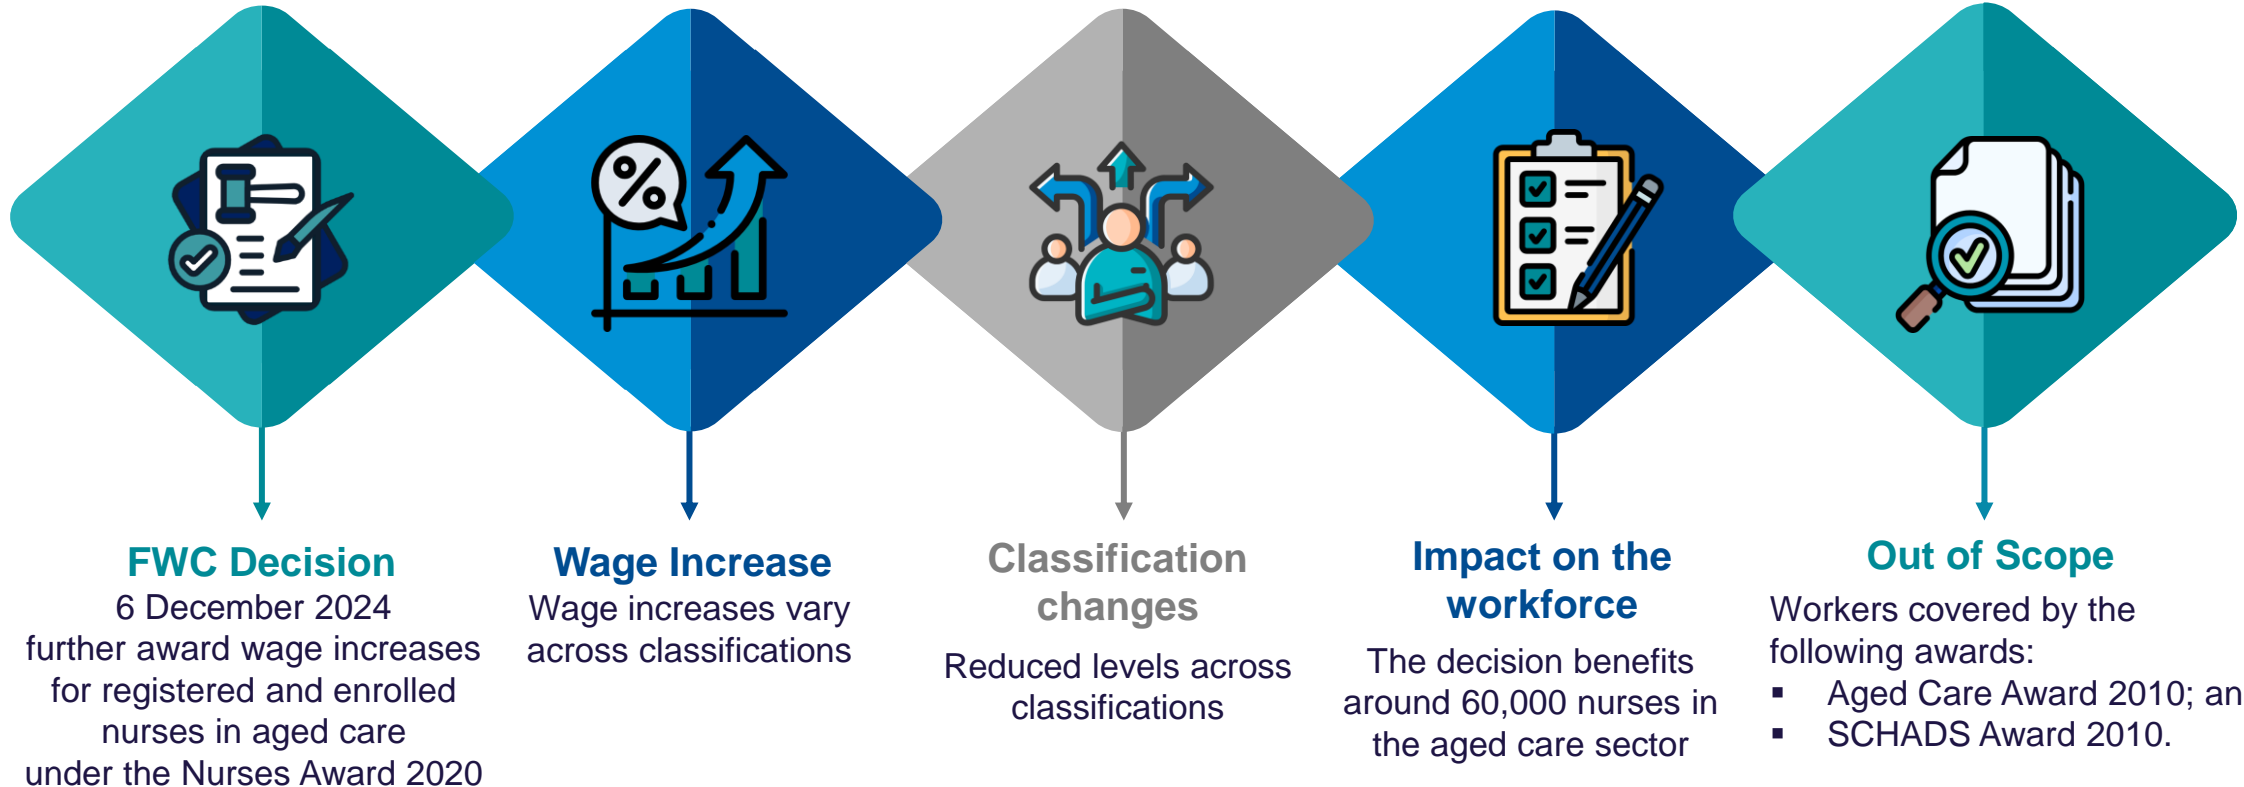 FWC Decision
6 December 2024
further award wage increases
for registered and enrolled
nurses in aged care
under the Nurses Award 2020
Wage Increase
Wage increases vary
across classifications
Classification
changes
Reduced levels across
classifications
Impact on the
workforce
The decision benefits
around 60,000 nurses in
the aged care sector
Out of Scope
Workers covered by the
following awards:
▪ Aged Care Award 2010; an
▪ SCHADS Award 2010.
%